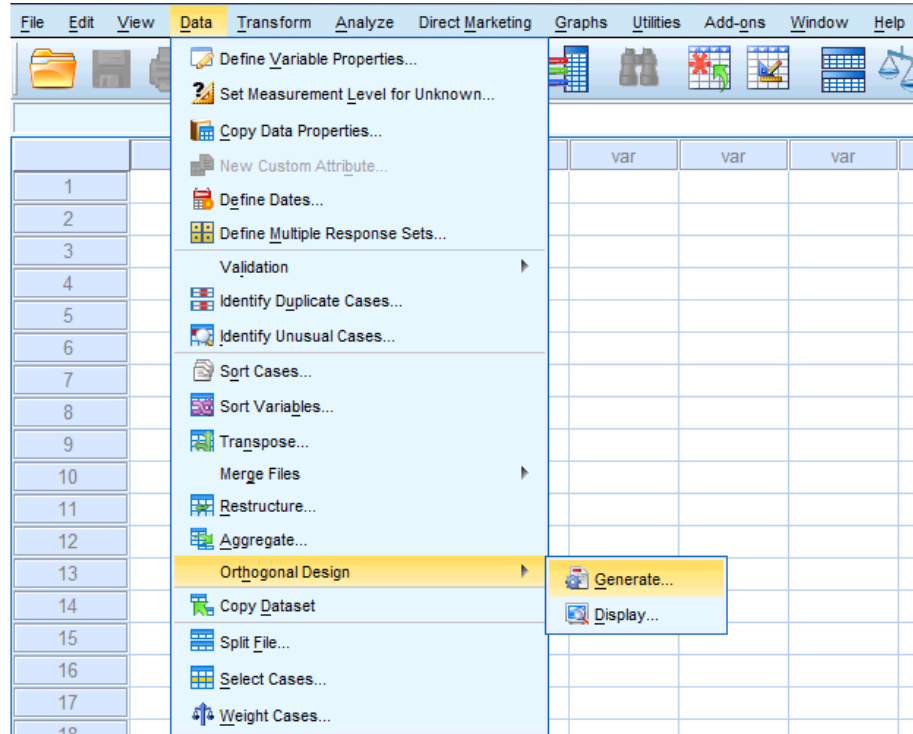 File Edit View Data Transform Analyze Direct Marketing Graphs Utilities Add-ons Window Help
Define Variable Properties...
Set Measurement Level for Unknown...
Copy Data Properties...
New Custom Attribute...
Define Dates...
Define Multiple Response Sets...
Validation
Identify Duplicate Cases...
Identify Unusual Cases...
Sort Cases...
Sort Variables...
Transpose...
Merge Files
Restructure...
Aggregate...
Orthogonal Design
Copy Dataset
Split File...
Select Cases...
Weight Cases...
Generate...
Display...
var var var
1
2
3
4
5
6
7
8
9
10
11
12
13
14
15
16
17
18